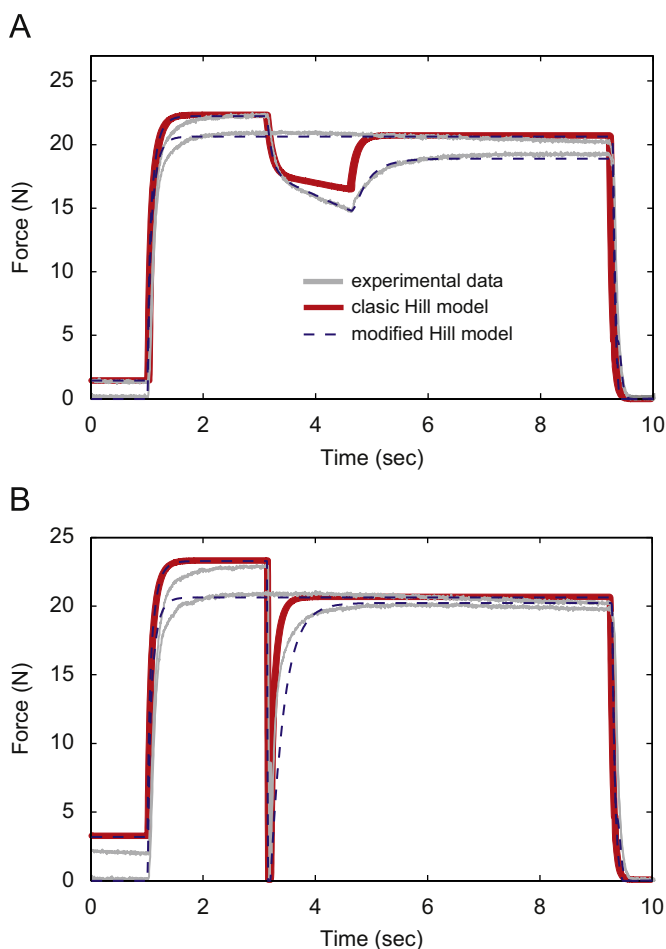 A
25
20
15
10
5
0
Force (N)
experimental data
clasic Hill model
modified Hill model
0 2 4 6 8 10
Time (sec)
B
25
20
15
10
5
0
Force (N)
0 2 4 6 8 10
Time (sec)